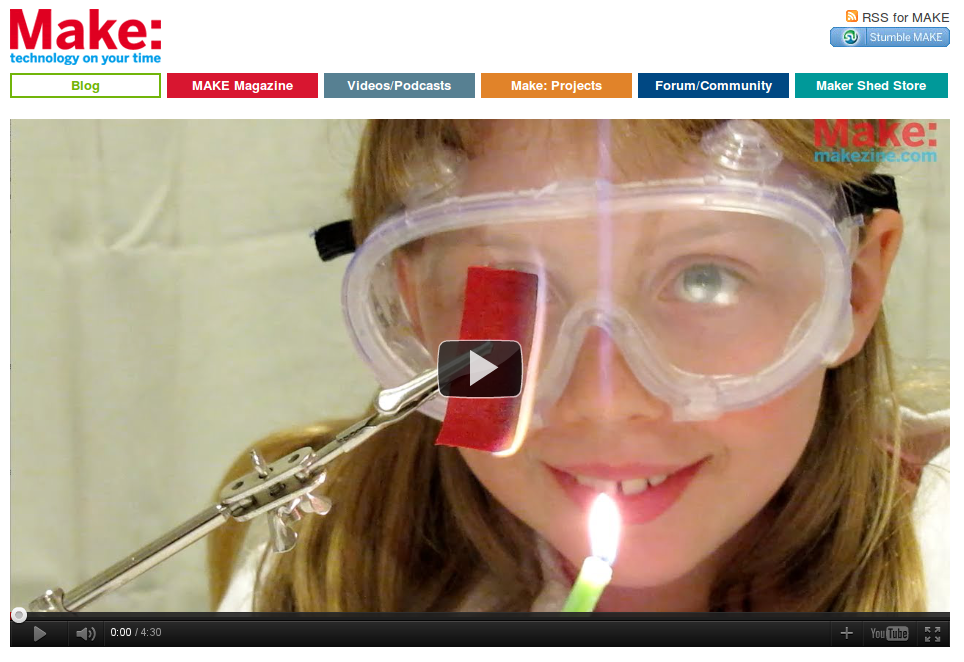 Make:
technology on your time
RSS for MAKE
Stumble MAKE
Blog
MAKE Magazine
Videos/Podcasts
Make: Projects
Forum/Community
Maker Shed Store
Make:
makezine.com
0:00 / 4:30
YouTube